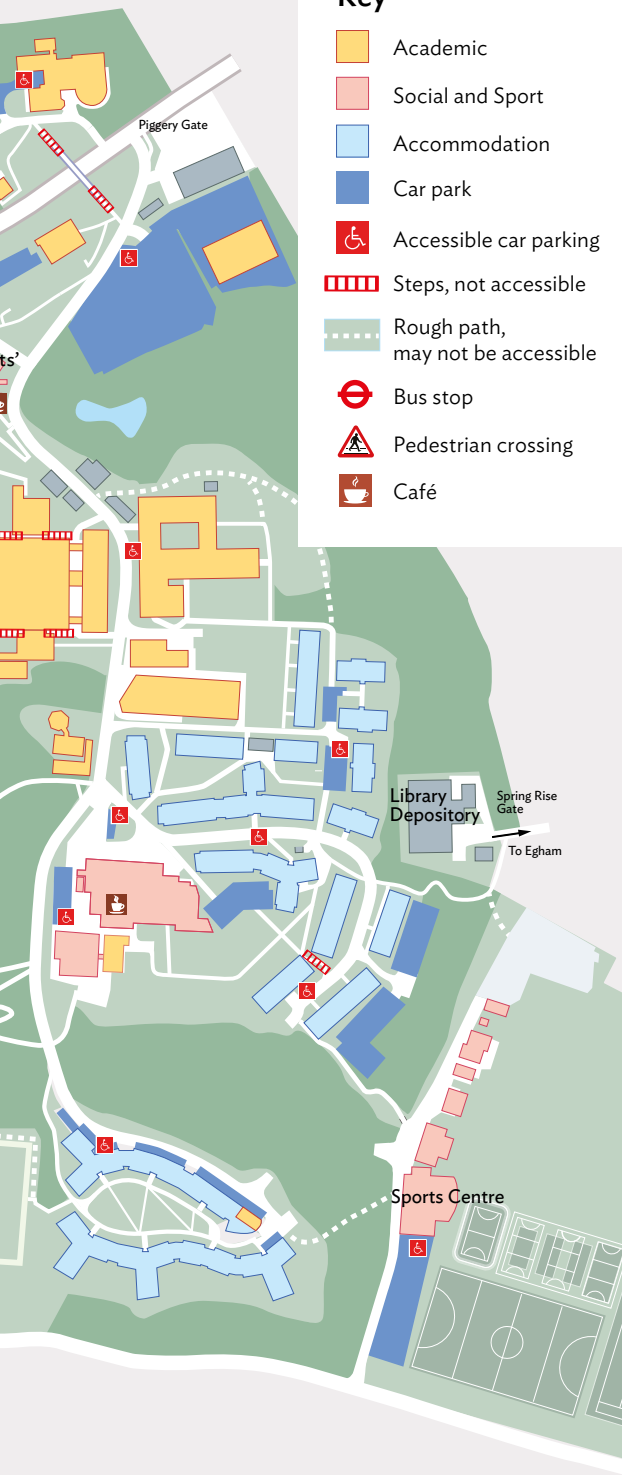 Key
Academic
Social and Sport
Accommodation
Car park
Accessible car parking
Steps, not accessible
Rough path,
may not be accessible
Bus stop
Pedestrian crossing
Café
Piggery Gate
ts’
Library
Depository
Spring Rise
Gate
To Egham
Sports Centre